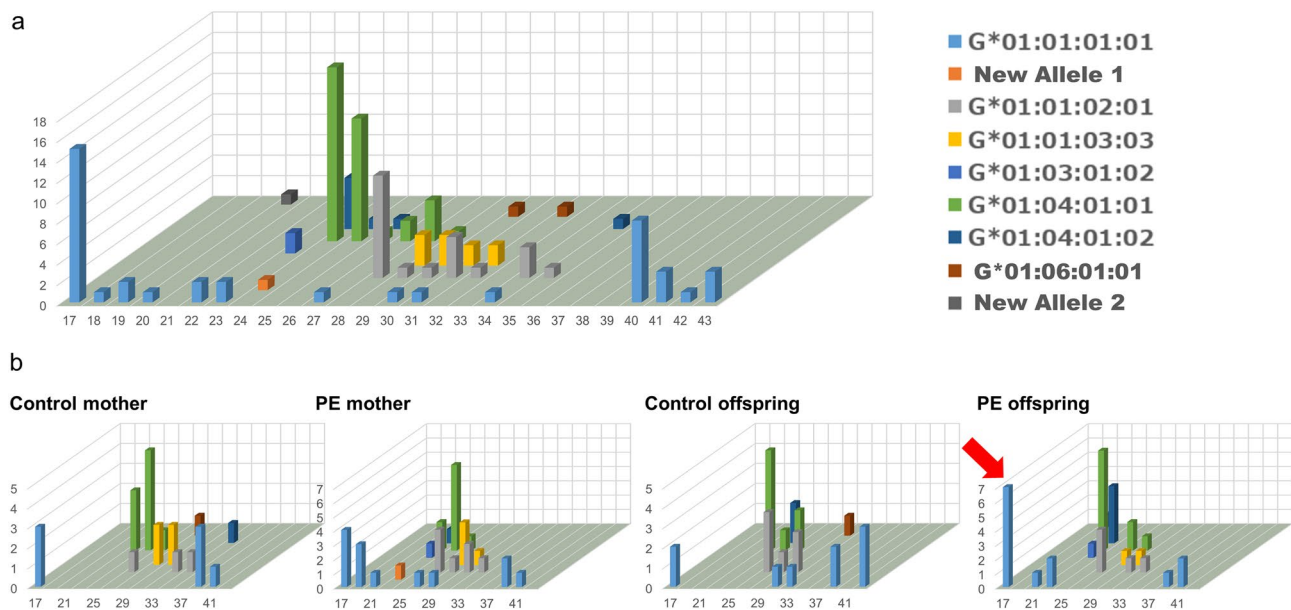 a
18
16
14
12
10
8
6
4
2
0
17 18 19 20 21 22 23 24 25 26 27 28 29 30 31 32 33 34 35 36 37 38 39 40 41 42 43
G*01:01:01:01
New Allele 1
G*01:01:02:01
G*01:01:03:03
G*01:03:01:02
G*01:04:01:01
G*01:04:01:02
G*01:06:01:01
New Allele 2
b
Control mother
5
4
3
2
1
0
17 21 25 29 33 37 41
PE mother
7
6
5
4
3
2
1
0
17 21 25 29 33 37 41
Control offspring
5
4
3
2
1
0
17 21 25 29 33 37 41
PE offspring
7
6
5
4
3
2
1
0
17 21 25 29 33 37 41